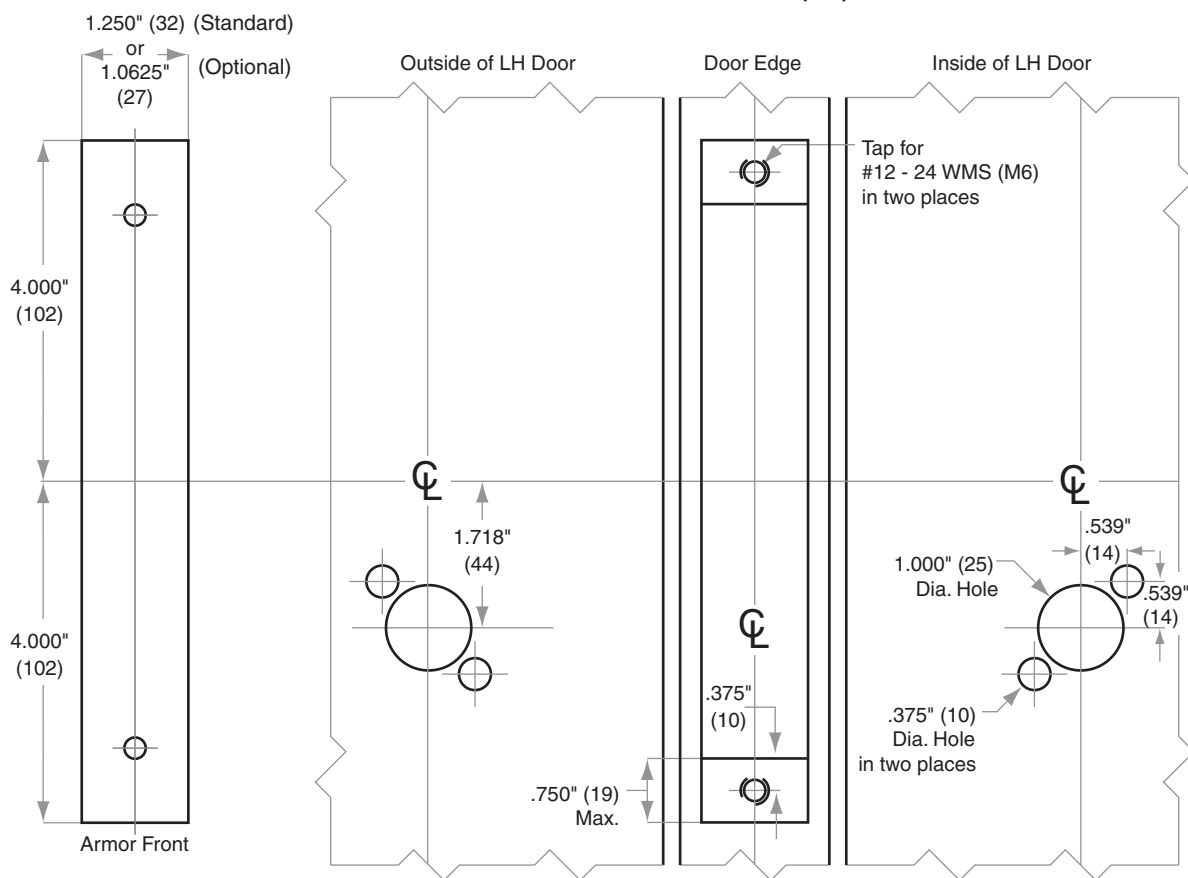 1.250" (32) (Standard)
or
1.0625" (Optional)
(27)
Outside of LH Door
Door Edge
Inside of LH Door
Tap for
#12 - 24 WMS (M6)
in two places
4.000"
(102)
℄
℄
1.718"
(44)
.539"
(14)
1.000" (25)
Dia. Hole
.539"
(14)
4.000"
(102)
℄
.375"
(10)
.375" (10)
Dia. Hole
in two places
.750" (19)
Max.
Armor Front